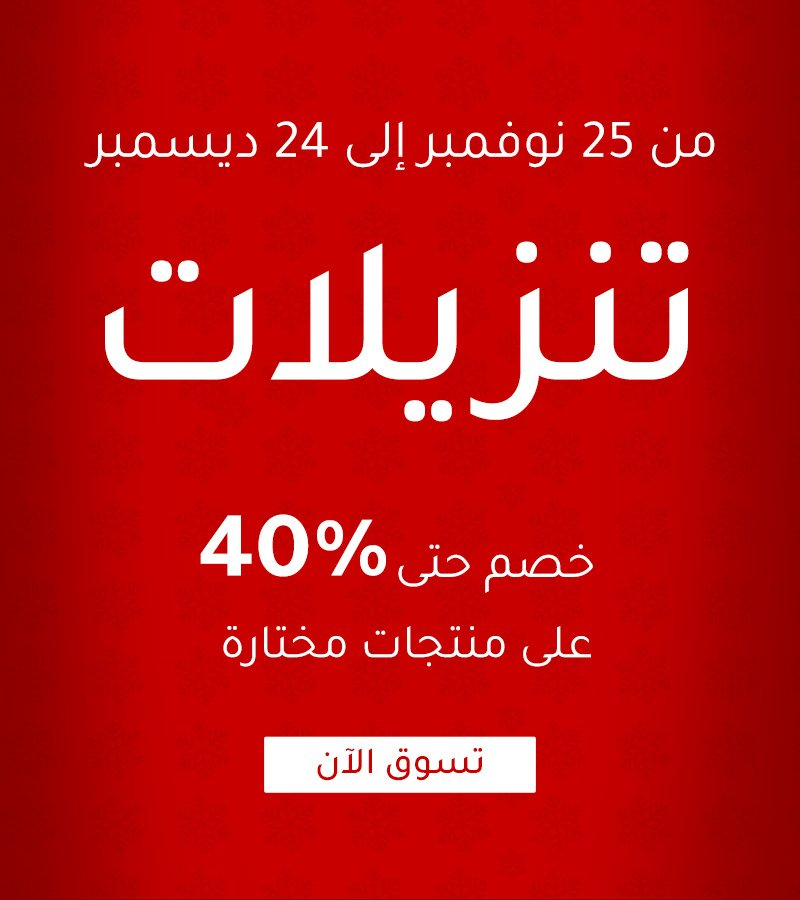 من 25 نوفمبر إلى 24 ديسمبر
تنزيلات
خصم حتى 40%
على منتجات مختارة
تسوق الآن